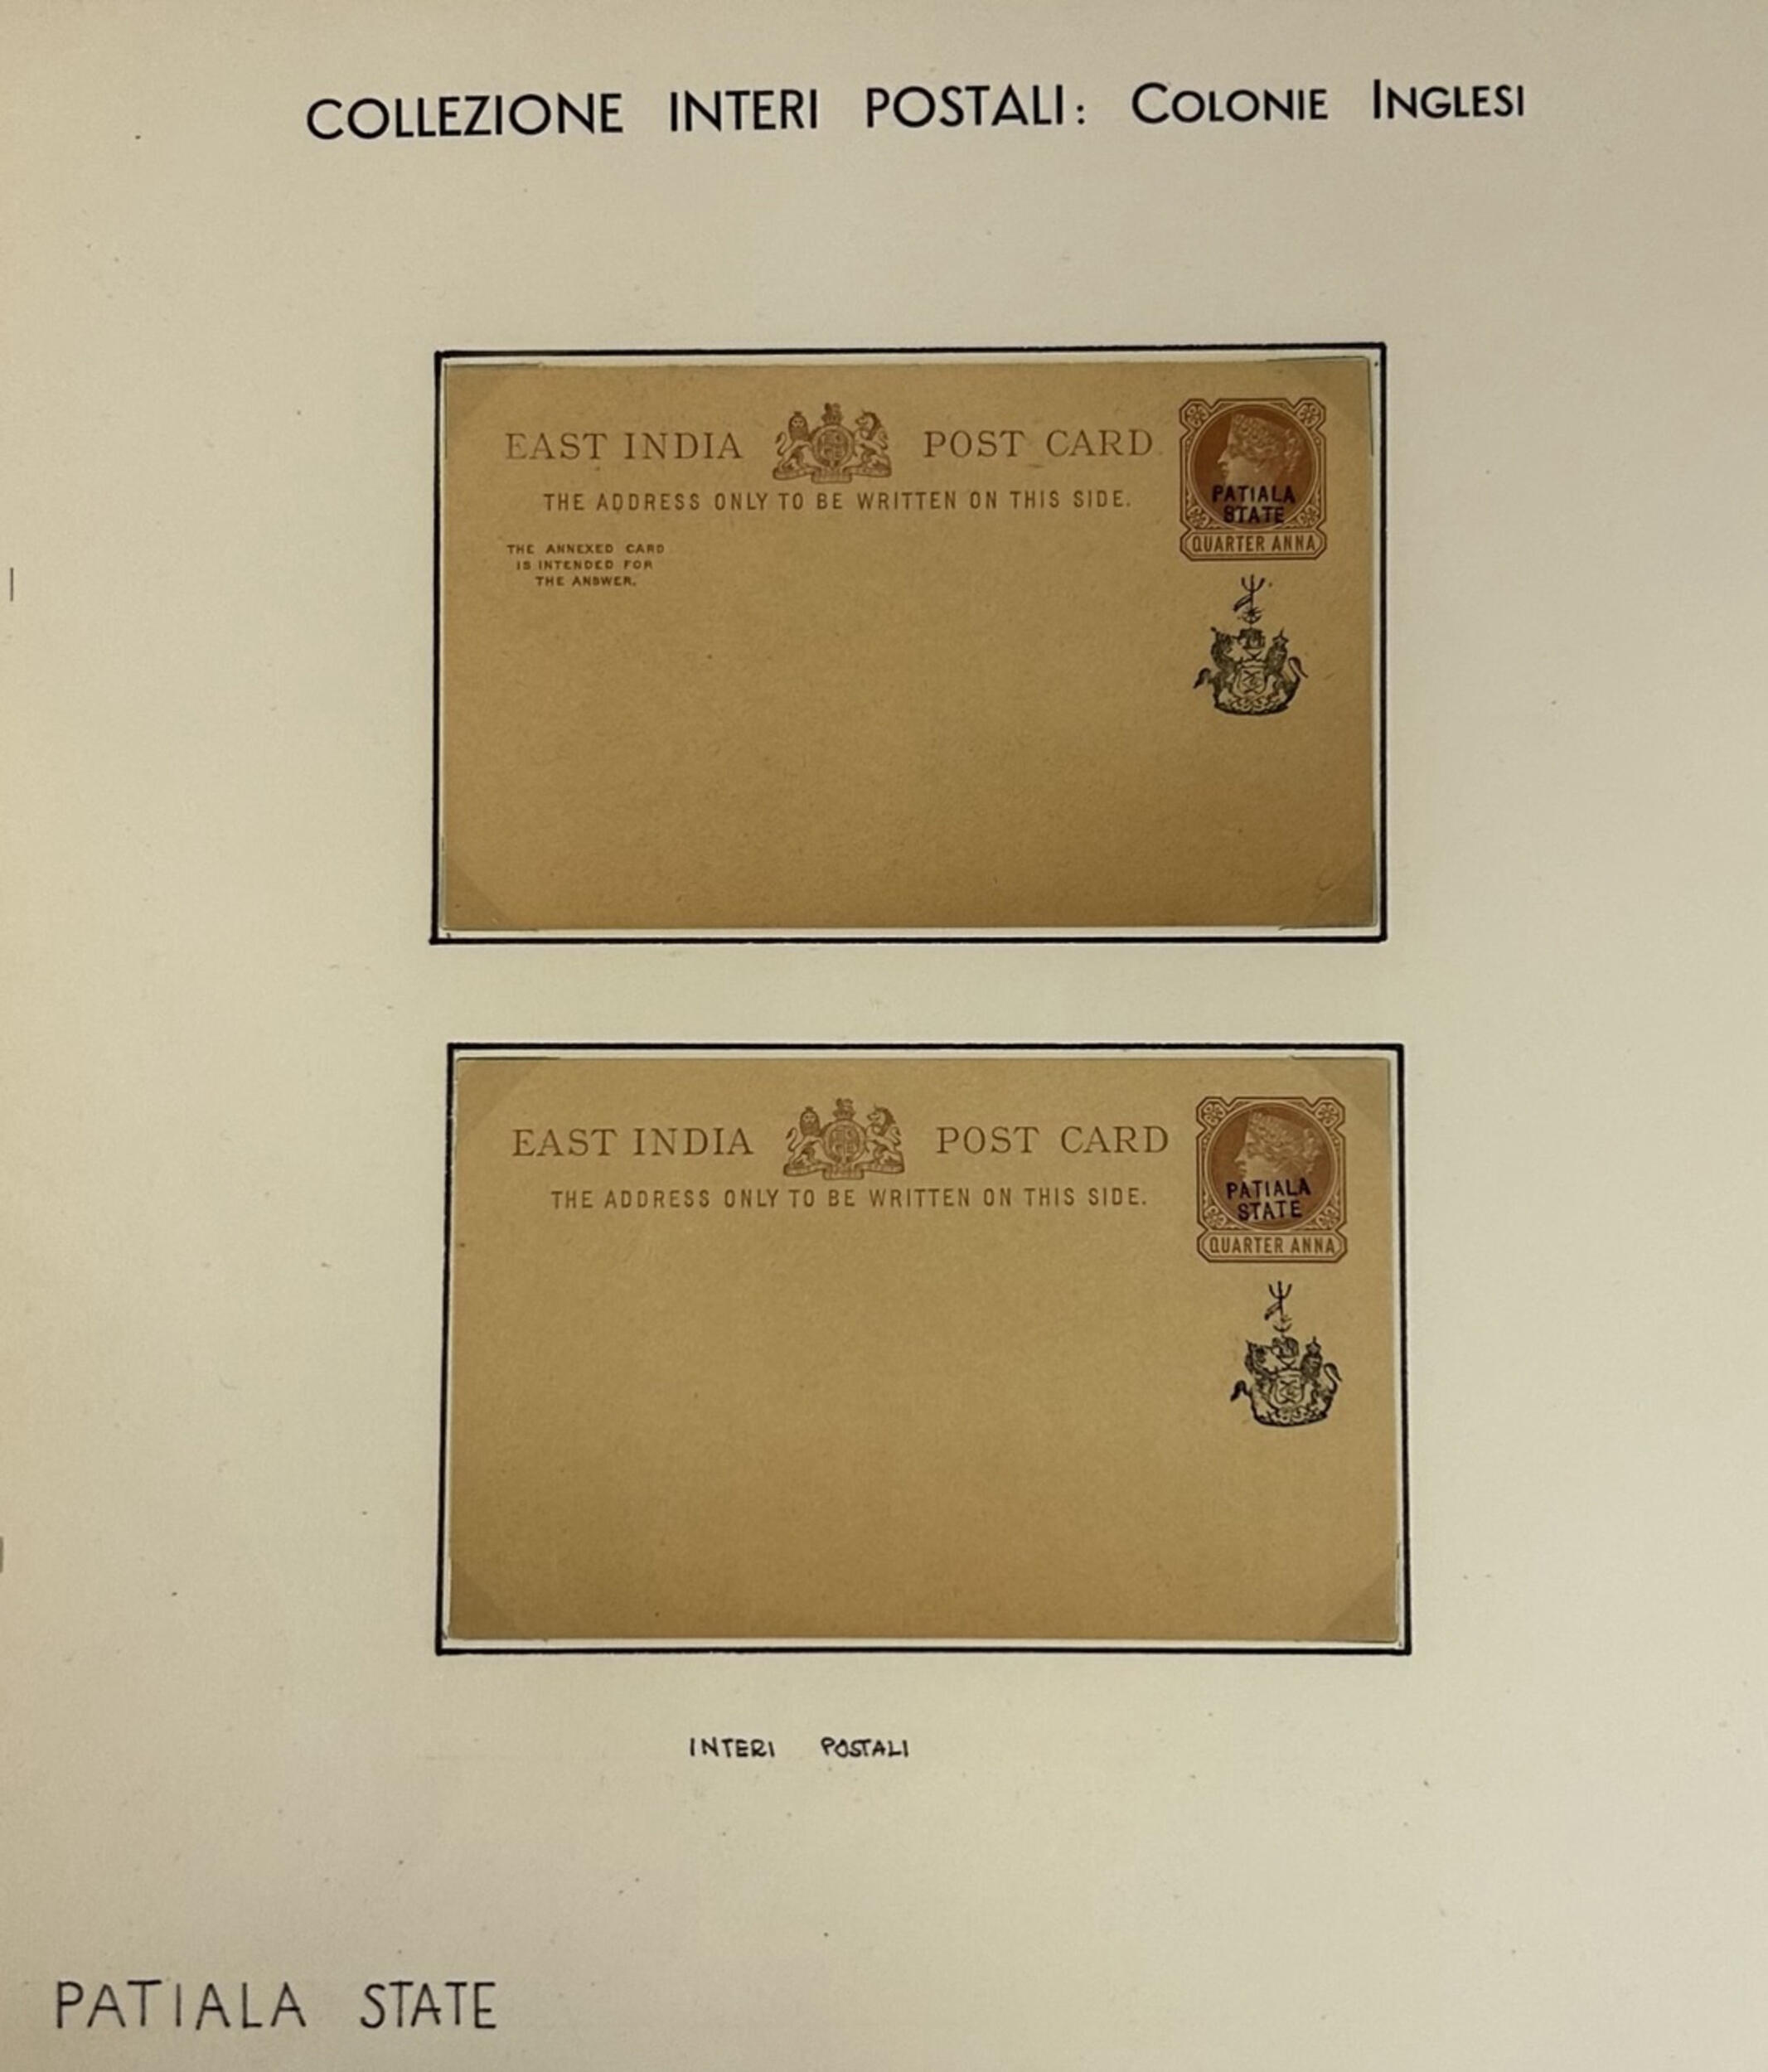 COLLEZIONE INTERI POSTALI: COLONIE INGLESI
EAST INDIA POST CARD
THE ADDRESS ONLY TO BE WRITTEN ON THIS SIDE.
THE ANNEXED CARD
IS INTENDED FOR
THE ANSWER.
PATIALA
STATE
QUARTER ANNA
EAST INDIA POST CARD
THE ADDRESS ONLY TO BE WRITTEN ON THIS SIDE.
PATIALA
STATE
QUARTER ANNA
INTERI POSTALI
PATIALA STATE